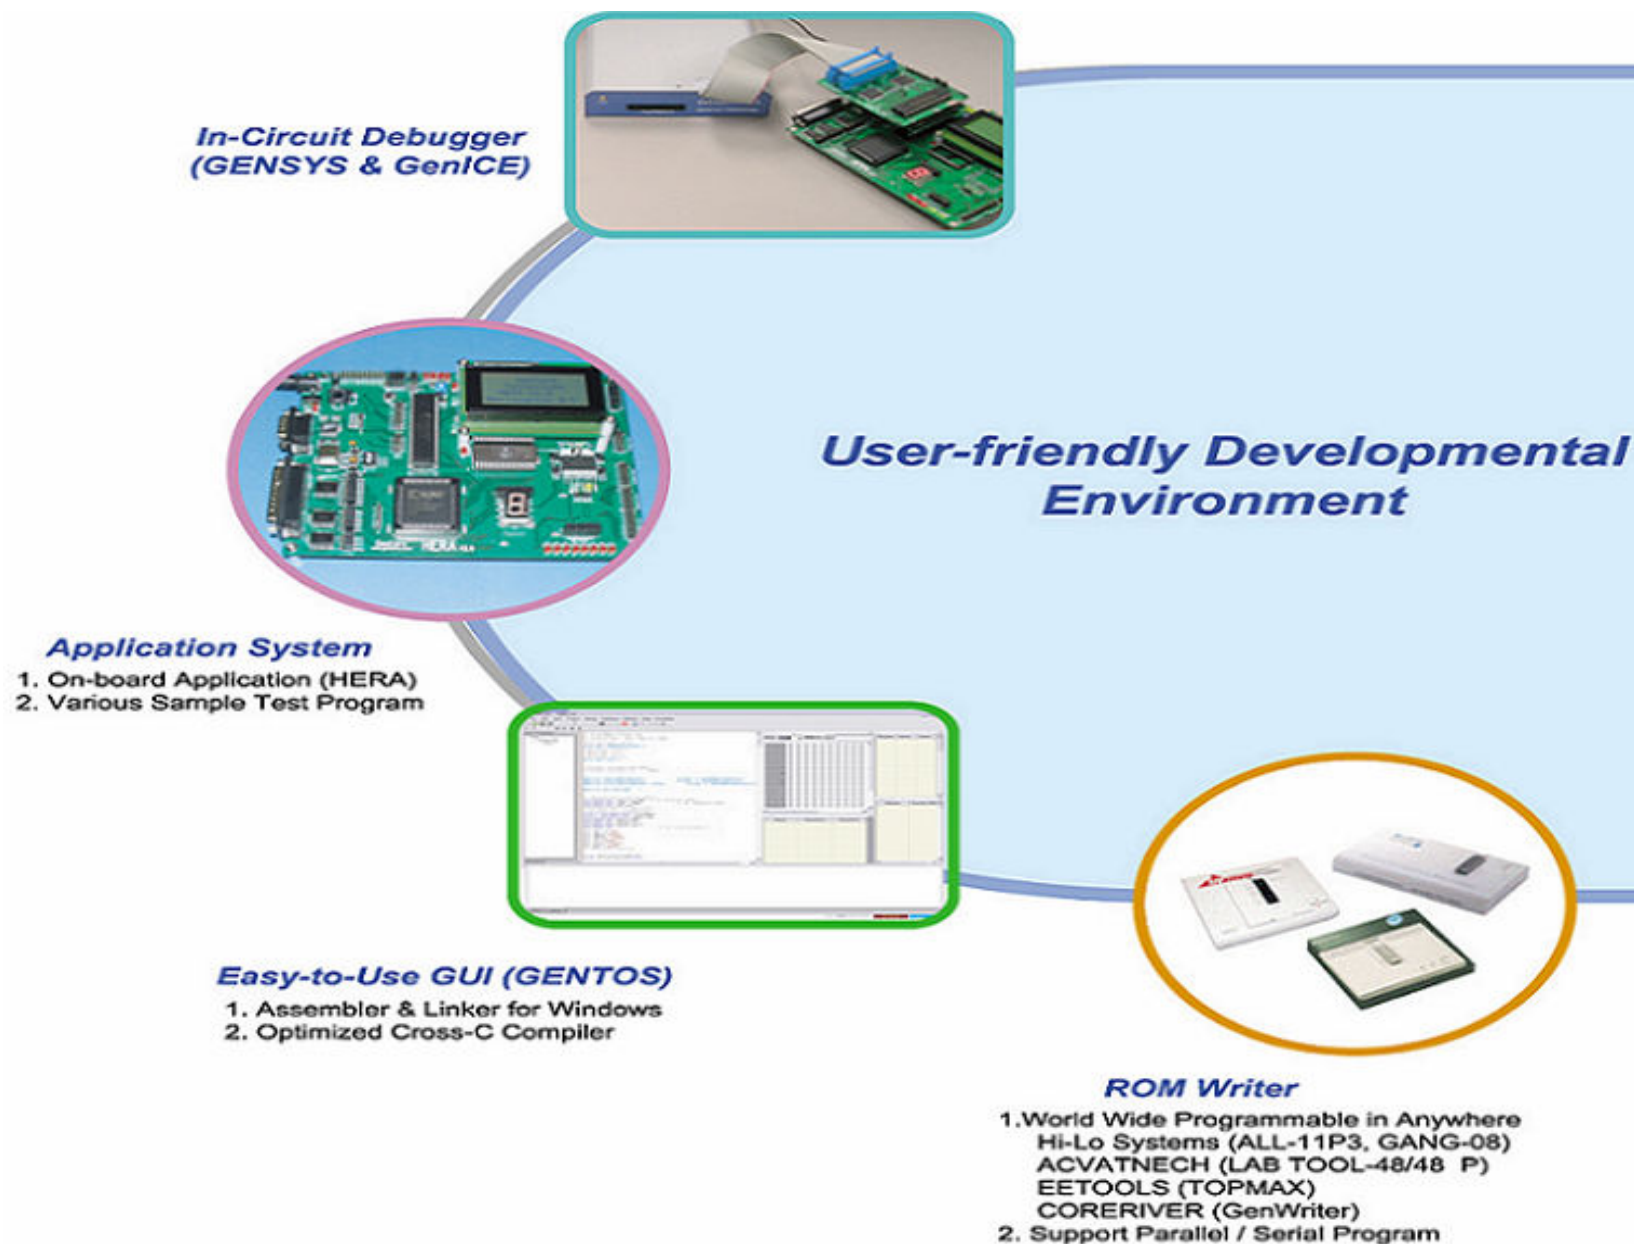 In-Circuit Debugger
(GENSYS & GenICE)
User-friendly Developmental
Environment
HERA
Application System
1. On-board Application (HERA)
2. Various Sample Test Program
Easy-to-Use GUI (GENTOS)
1. Assembler & Linker for Windows
2. Optimized Cross-C Compiler
ROM Writer
1.World Wide Programmable in Anywhere
Hi-Lo Systems (ALL-11P3, GANG-08)
ACVATNECH (LAB TOOL-48/48 P)
EETOOLS (TOPMAX)
CORERIVER (GenWriter)
2. Support Parallel / Serial Program